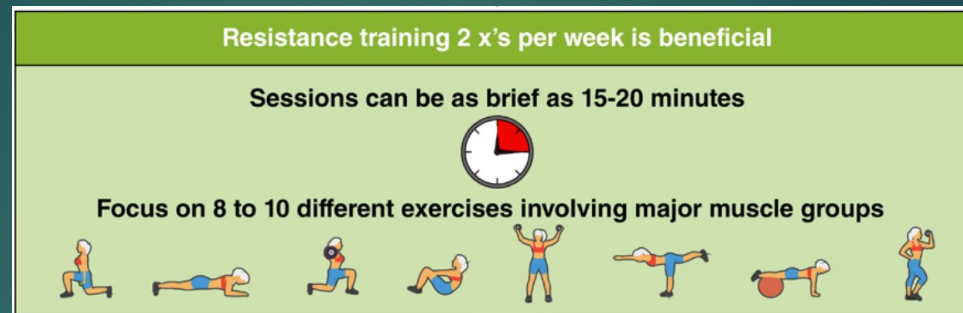 Resistance training 2 x's per week is beneficial
Sessions can be as brief as 15-20 minutes
Focus on 8 to 10 different exercises involving major muscle groups